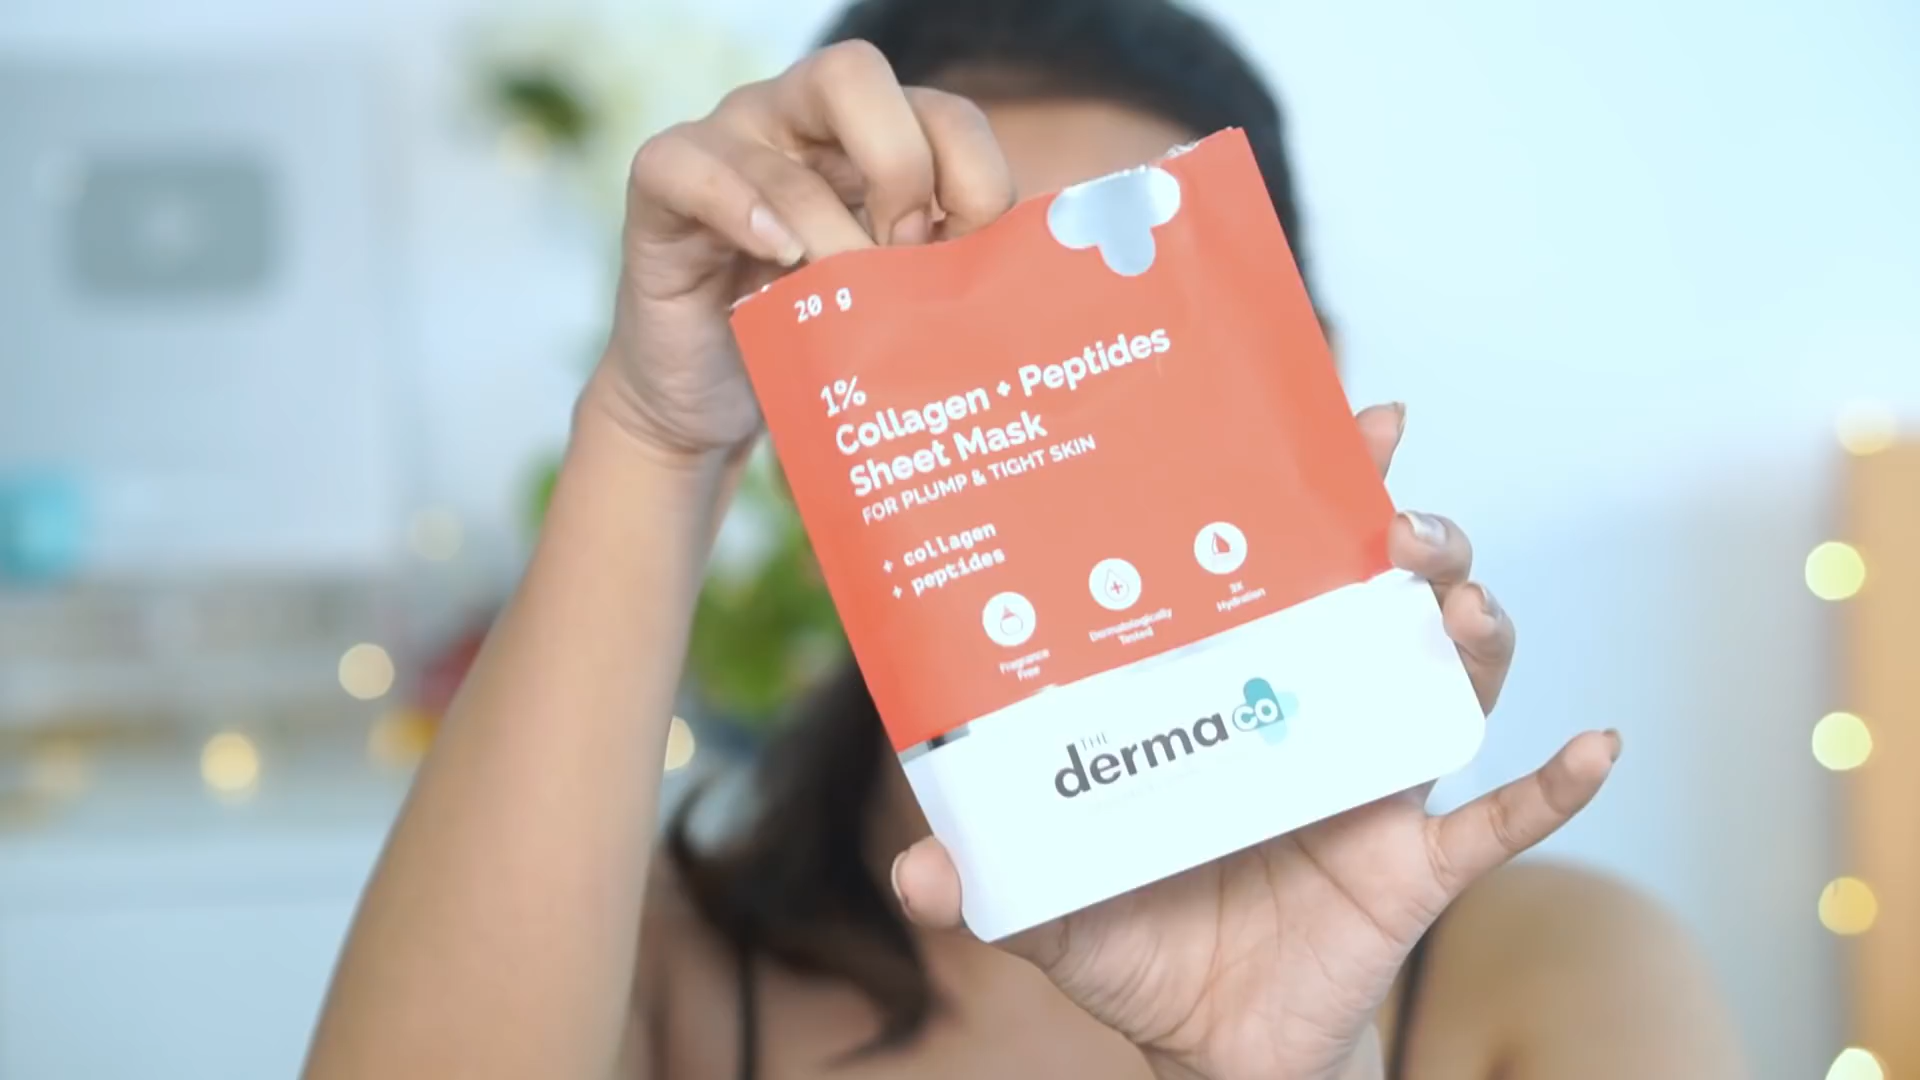 20 g
1%
Collagen + Peptides
Sheet Mask
FOR PLUMP & TIGHT SKIN
+ collagen
+ peptides
Fragrance
Free
Dermatologically
Tested
Hydration
THE
derma co